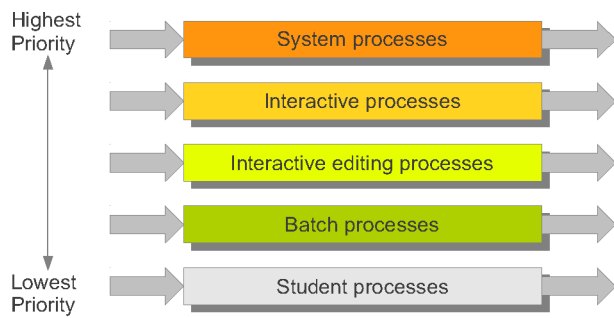 Highest
Priority
System processes
Interactive processes
Interactive editing processes
Batch processes
Lowest
Priority
Student processes